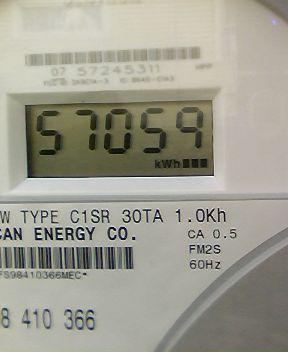 07 57245311
57059
kWh
W TYPE C1SR 30TA 1.0Kh
CAN ENERGY CO.
CA 0.5
FM2S
60Hz
FS98410366MEC*
8 410 366